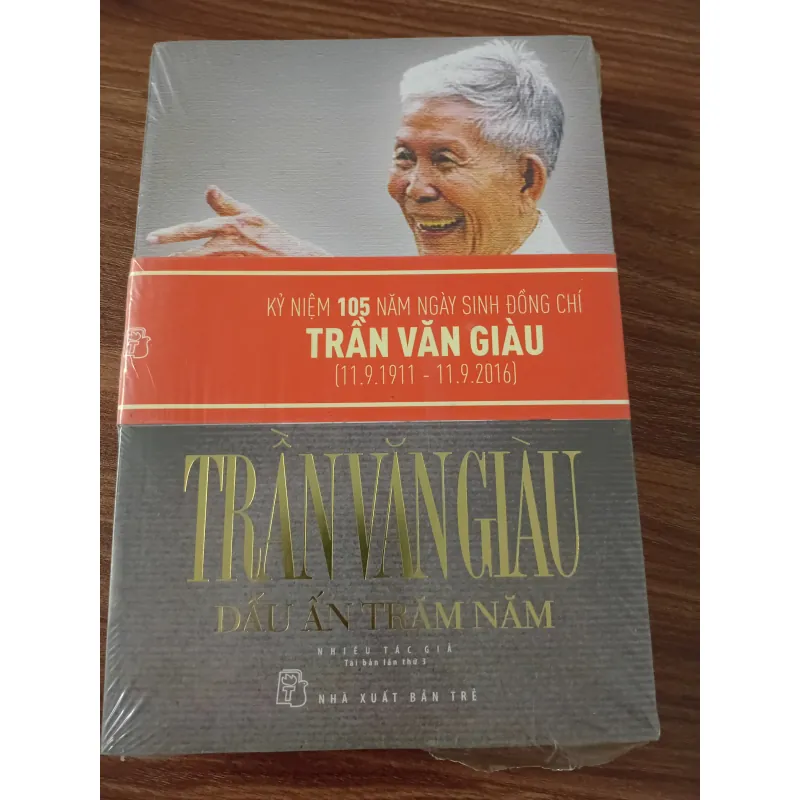 KỶ NIỆM 105 NĂM NGÀY SINH ĐỒNG CHÍ
TRẦN VĂN GIÀU
(11.9.1911 - 11.9.2016)
TRẦN VĂN GIÀU
DẤU ẤN TRĂM NĂM
NHIỀU TÁC GIẢ
Tái bản lần thứ 3
NHÀ XUẤT BẢN TRẺ